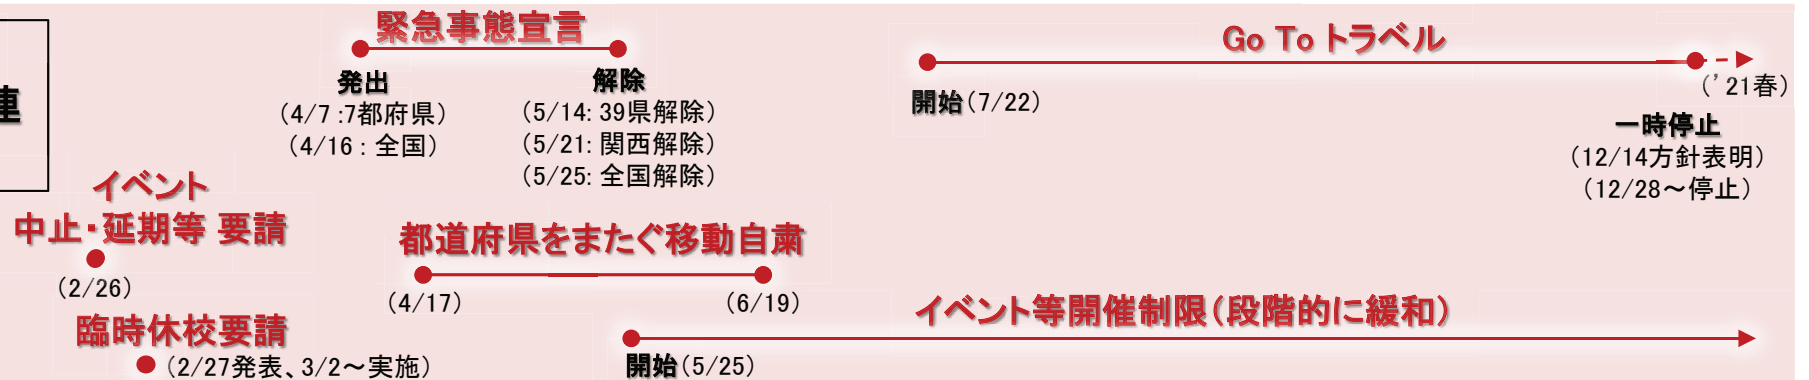 緊急事態宣言
発出
（4/7 :7都府県）
（4/16 : 全国）
解除
（5/14: 39県解除）
（5/21: 関西解除）
（5/25: 全国解除）
Go To トラベル
開始（7/22）
（’21春）
一時停止
（12/14方針表明）
（12/28～停止）
連
イベント
中止・延期等 要請
（2/26）
都道府県をまたぐ移動自粛
（4/17）
（6/19）
臨時休校要請
（2/27発表、3/2～実施）
イベント等開催制限（段階的に緩和）
開始（5/25）